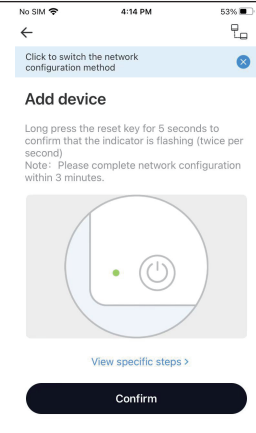 No SIM 4:14 PM 53%
Click to switch the network
configuration method
Add device
Long press the reset key for 5 seconds to
confirm that the indicator is flashing (twice per
second)
Note： Please complete network configuration
within 3 minutes.
View specific steps >
Confirm